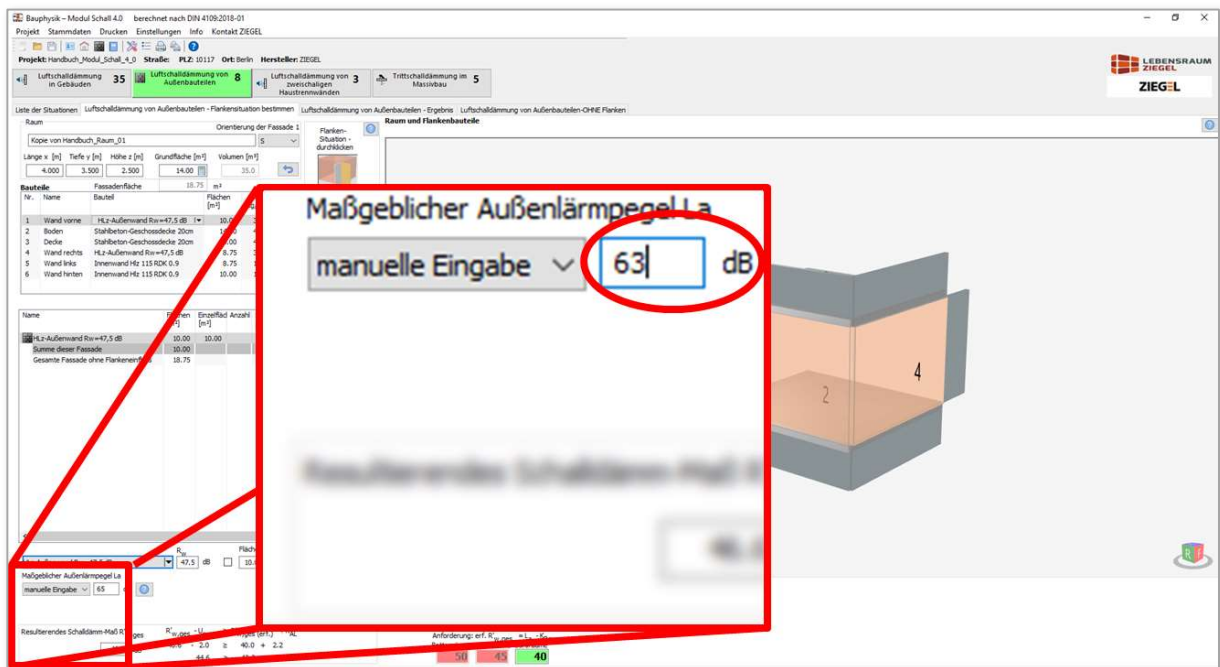 Bauphysik – Modul Schall 4.0 berechnet nach DIN 4109:2018-01
Projekt Stammdaten Drucken Einstellungen Info Kontakt ZIEGEL
Projekt: Handbuch_Modul_Schall_4_0 Straße: PLZ: 10117 Ort: Berlin Hersteller: ZIEGEL
LEBENSRAUM
ZIEGEL
ZIEGEL
Luftschalldämmung in Gebäuden 35
Luftschalldämmung von Außenbauteilen 8
Luftschalldämmung von zweischaligen Haustrennwänden 3
Trittschalldämmung im Massivbau 5
Liste der Situationen Luftschalldämmung von Außenbauteilen - Flankensituation bestimmen Luftschalldämmung von Außenbauteilen - Ergebnis Luftschalldämmung von Außenbauteilen-OHNE Flanken
Raum
Orientierung der Fassade 1
Kopie von Handbuch_Raum_01 S
Flanken-
Situation -
durchklicken
Raum und Flankenbauteile
Länge x [m] Tiefe y [m] Höhe z [m] Grundfläche [m²] Volumen [m³]
4.000 3.500 2.500 14.00 35.0
Bauteile Fassadenfläche 18.75 m²
Nr. Name Bauteil Flächen
[m²]
1 Wand vorne HLz-Außenwand Rw=47,5 dB 10.00
2 Boden Stahlbeton-Geschossdecke 20cm
3 Decke Stahlbeton-Geschossdecke 20cm
4 Wand rechts HLz-Außenwand Rw=47,5 dB 8.75
5 Wand links Innenwand Hlz 115 RDK 0.9 8.75
6 Wand hinten Innenwand Hlz 115 RDK 0.9 10.00
Name Einzelfläd Anzahl
[m²]
HLz-Außenwand Rw=47,5 dB 10.00 10.00
Summe dieser Fassade 10.00
Gesamte Fassade ohne 18.75
Maßgeblicher Außenlärmpegel La
manuelle Eingabe 63 dB
2
4
Rw
47,5 dB
Maßgeblicher Außenlärmpegel La
manuelle Eingabe 65
Resultierendes Schalldämm-Maß
- 2.0 ≥ 40.0 + 2.2
Anforderung: erf. R'w,ges
50 45 40